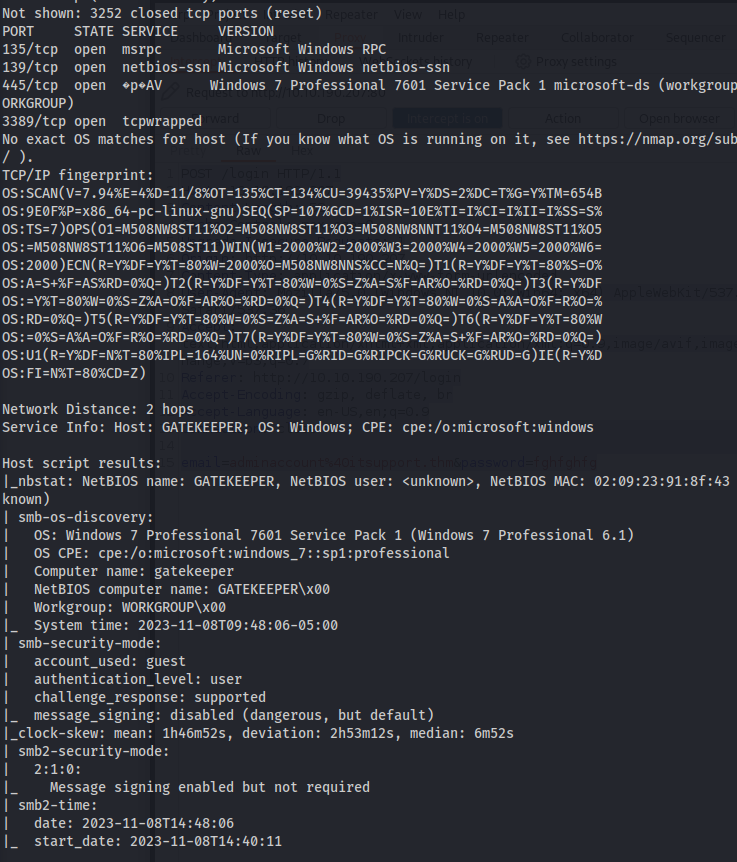 Not shown: 3252 closed tcp ports (reset)
PORT     STATE SERVICE     VERSION
135/tcp  open  msrpc       Microsoft Windows RPC
139/tcp  open  netbios-ssn Microsoft Windows netbios-ssn
445/tcp  open  �p�AV      Windows 7 Professional 7601 Service Pack 1 microsoft-ds (workgroup
ORKGROUP)
3389/tcp open  tcpwrapped
No exact OS matches for host (If you know what OS is running on it, see https://nmap.org/sub
/ ).
TCP/IP fingerprint:
OS:SCAN(V=7.94%E=4%D=11/8%OT=135%CT=134%CU=39435%PV=Y%DS=2%DC=T%G=Y%TM=654B
OS:9E0F%P=x86_64-pc-linux-gnu)SEQ(SP=107%GCD=1%ISR=10E%TI=I%CI=I%II=I%SS=S%
OS:TS=7)OPS(O1=M508NW8ST11%O2=M508NW8ST11%O3=M508NW8NNT11%O4=M508NW8ST11%O5
OS:=M508NW8ST11%O6=M508ST11)WIN(W1=2000%W2=2000%W3=2000%W4=2000%W5=2000%W6=
OS:2000)ECN(R=Y%DF=Y%T=80%W=2000%O=M508NW8NNS%CC=N%Q=)T1(R=Y%DF=Y%T=80%S=O%
OS:A=S+%F=AS%RD=0%Q=)T2(R=Y%DF=Y%T=80%W=0%S=Z%A=S%F=AR%O=%RD=0%Q=)T3(R=Y%DF
OS:=Y%T=80%W=0%S=Z%A=O%F=AR%O=%RD=0%Q=)T4(R=Y%DF=Y%T=80%W=0%S=A%A=O%F=R%O=%
OS:RD=0%Q=)T5(R=Y%DF=Y%T=80%W=0%S=Z%A=S+%F=AR%O=%RD=0%Q=)T6(R=Y%DF=Y%T=80%W
OS:=0%S=A%A=O%F=R%O=%RD=0%Q=)T7(R=Y%DF=Y%T=80%W=0%S=Z%A=S+%F=AR%O=%RD=0%Q=)
OS:U1(R=Y%DF=N%T=80%IPL=164%UN=0%RIPL=G%RID=G%RIPCK=G%RUCK=G%RUD=G)IE(R=Y%D
OS:FI=N%T=80%CD=Z)
Network Distance: 2 hops
Service Info: Host: GATEKEEPER; OS: Windows; CPE: cpe:/o:microsoft:windows
Host script results:
|_nbstat: NetBIOS name: GATEKEEPER, NetBIOS user: <unknown>, NetBIOS MAC: 02:09:23:91:8f:43
known)
| smb-os-discovery:
|   OS: Windows 7 Professional 7601 Service Pack 1 (Windows 7 Professional 6.1)
|   OS CPE: cpe:/o:microsoft:windows_7::sp1:professional
|   Computer name: gatekeeper
|   NetBIOS computer name: GATEKEEPER\x00
|   Workgroup: WORKGROUP\x00
|_  System time: 2023-11-08T09:48:06-05:00
| smb-security-mode:
|   account_used: guest
|   authentication_level: user
|   challenge_response: supported
|_  message_signing: disabled (dangerous, but default)
|_clock-skew: mean: 1h46m52s, deviation: 2h53m12s, median: 6m52s
| smb2-security-mode:
|   2:1:0:
|_    Message signing enabled but not required
| smb2-time:
|   date: 2023-11-08T14:48:06
|_  start_date: 2023-11-08T14:40:11